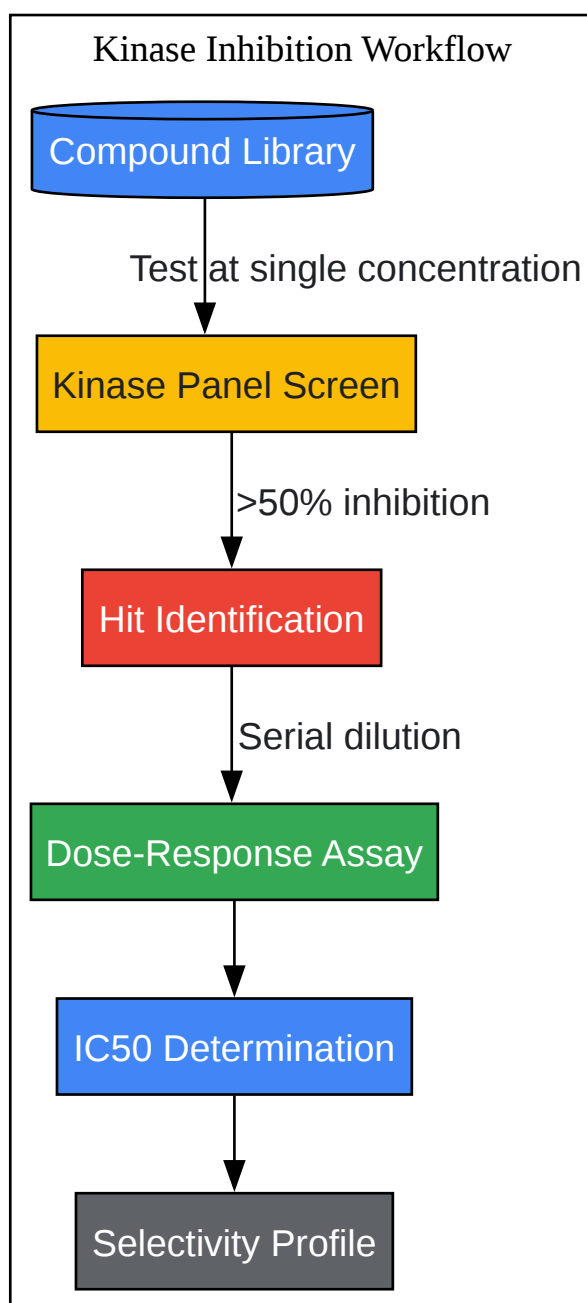 Kinase Inhibition Workflow
Compound Library
Test at single concentration
Kinase Panel Screen
>50% inhibition
Hit Identification
Serial dilution
Dose-Response Assay
IC50 Determination
Selectivity Profile